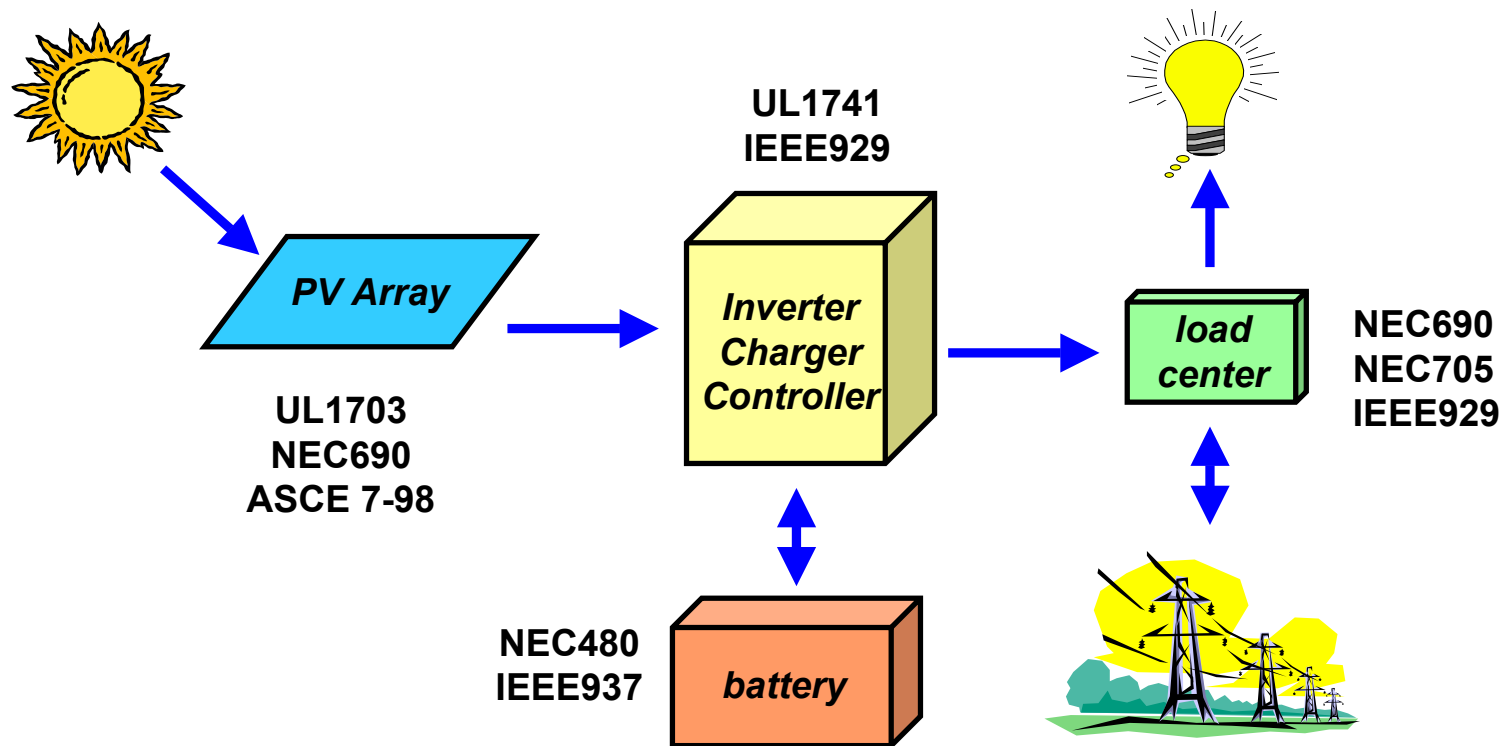 UL1741
IEEE929
PV Array
UL1703
NEC690
ASCE 7-98
Inverter
Charger
Controller
load
center
NEC690
NEC705
IEEE929
NEC480
IEEE937
battery